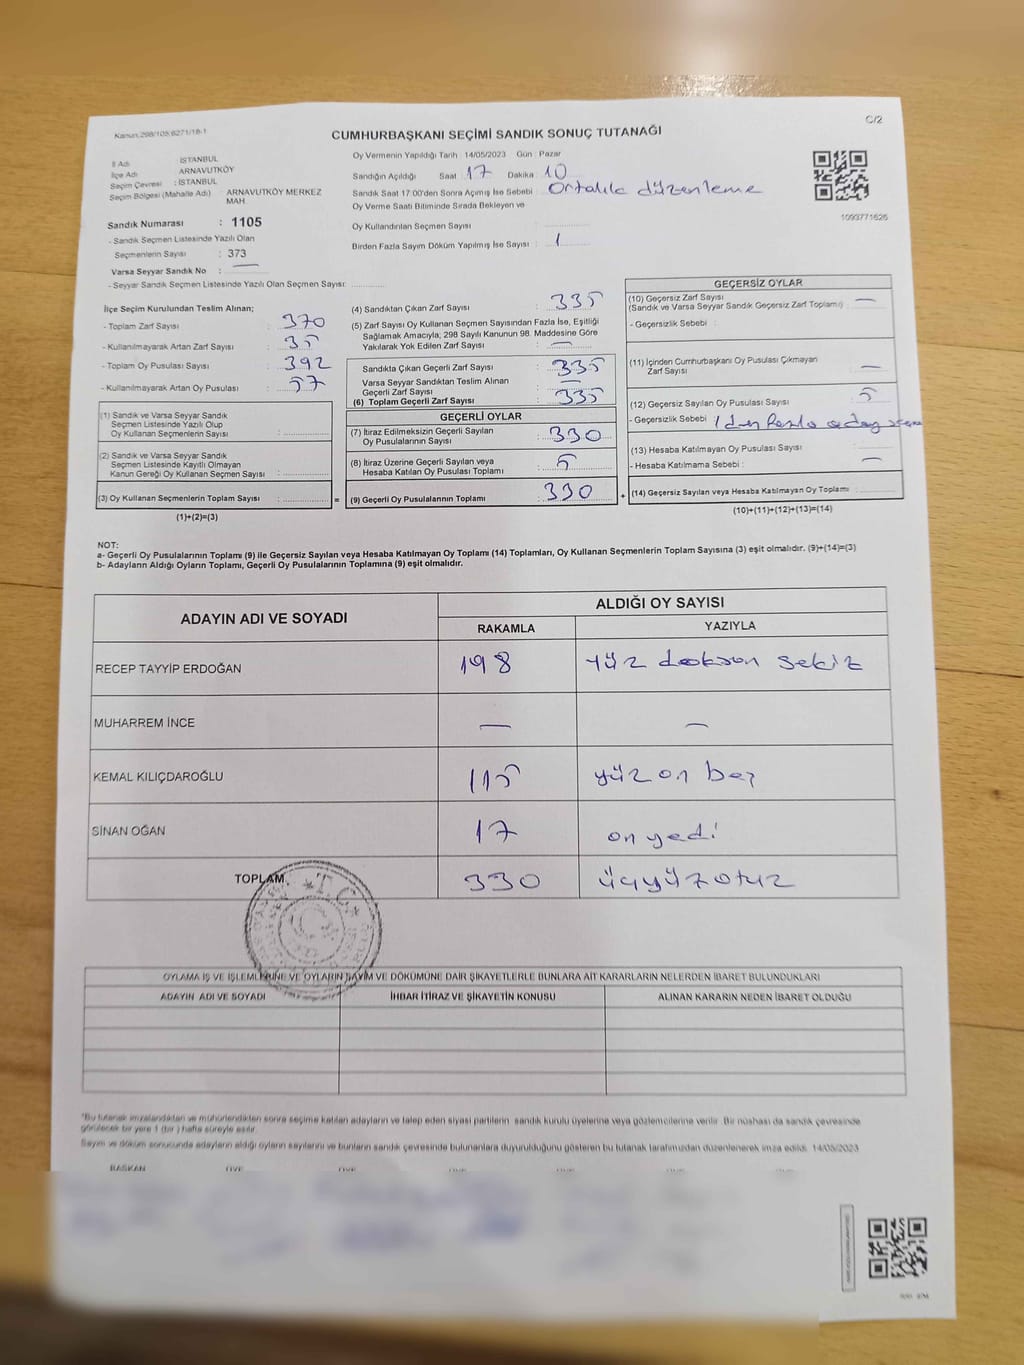 Kanun:298/105;6271/18-1
C/2
CUMHURBAŞKANI SEÇİMİ SANDIK SONUÇ TUTANAĞI
İl Adı : İSTANBUL
İlçe Adı ARNAVUTKÖY
Seçim Çevresi : İSTANBUL
Seçim Bölgesi (Mahalle Adı) ARNAVUTKÖY MERKEZ MAH
Sandık Numarası : 1105
- Sandık Seçmen Listesinde Yazılı Olan
Seçmenlerin Sayısı : 373
Varsa Seyyar Sandık No : —
- Seyyar Sandık Seçmen Listesinde Yazılı Olan Seçmen Sayısı:
Oy Vermenin Yapıldığı Tarih 14/05/2023 Gün Pazar
Sandığın Açıldığı Saat 17 Dakika 10
Sandık Saat 17:00'den Sonra Açımış İse Sebebi Ortalık düzenleme
Oy Verme Saati Bitiminde Sırada Bekleyen ve
Oy Kullandırılan Seçmen Sayısı :
Birden Fazla Sayım Döküm Yapılmış İse Sayısı : 1
1093771626
İlçe Seçim Kurulundan Teslim Alınan;
- Toplam Zarf Sayısı : 370
- Kullanılmayarak Artan Zarf Sayısı : 35
- Toplam Oy Pusulası Sayısı : 392
- Kullanılmayarak Artan Oy Pusulası : 57
(1) Sandık ve Varsa Seyyar Sandık
Seçmen Listesinde Yazılı Olup
Oy Kullanan Seçmenlerin Sayısı :
(2) Sandık ve Varsa Seyyar Sandık
Seçmen Listesinde Kayıtlı Olmayan
Kanun Gereği Oy Kullanan Seçmen Sayısı :
(3) Oy Kullanan Seçmenlerin Toplam Sayısı : =
(1)+(2)=(3)
(4) Sandıktan Çıkan Zarf Sayısı : 335
(5) Zarf Sayısı Oy Kullanan Seçmen Sayısından Fazla İse, Eşitliği
Sağlamak Amacıyla, 298 Sayılı Kanunun 98. Maddesine Göre
Yakılarak Yok Edilen Zarf Sayısı : —
Sandıkta Çıkan Geçerli Zarf Sayısı : 335
Varsa Seyyar Sandıktan Teslim Alınan
Geçerli Zarf Sayısı : —
(6) Toplam Geçerli Zarf Sayısı : 335
GEÇERLİ OYLAR
(7) İtiraz Edilmeksizin Geçerli Sayılan
Oy Pusulalarının Sayısı : 330
(8) İtiraz Üzerine Geçerli Sayılan veya
Hesaba Katılan Oy Pusulası Toplamı : 5
(9) Geçerli Oy Pusulalarının Toplamı : 330 +
GEÇERSİZ OYLAR
(10) Geçersiz Zarf Sayısı
(Sandık ve Varsa Seyyar Sandık Geçersiz Zarf Toplamı) : —
- Geçersizlik Sebebi :
(11) İçinden Cumhurbaşkanı Oy Pusulası Çıkmayan
Zarf Sayısı : —
(12) Geçersiz Sayılan Oy Pusulası Sayısı : 5
- Geçersizlik Sebebi 1 den fazla aday
(13) Hesaba Katılmayan Oy Pusulası Sayısı :
- Hesaba Katılmama Sebebi : —
(14) Geçersiz Sayılan veya Hesaba Katılmayan Oy Toplamı :
(10)+(11)+(12)+(13)=(14)
NOT:
a- Geçerli Oy Pusulalarının Toplamı (9) ile Geçersiz Sayılan veya Hesaba Katılmayan Oy Toplamı (14) Toplamları, Oy Kullanan Seçmenlerin Toplam Sayısına (3) eşit olmalıdır. (9)+(14)=(3)
b- Adayların Aldığı Oyların Toplamı, Geçerli Oy Pusulalarının Toplamına (9) eşit olmalıdır.
ADAYIN ADI VE SOYADI ALDIĞI OY SAYISI
RAKAMLA YAZIYLA
RECEP TAYYİP ERDOĞAN 198 yüz doksan sekiz
MUHARREM İNCE — —
KEMAL KILIÇDAROĞLU 115 yüz on beş
SİNAN OĞAN 17 on yedi
TOPLAM 330 üçyüzotuz
T.C.
OYLAMA İŞ VE İŞLEMLERİNE VE OYLARIN SAYIM VE DÖKÜMÜNE DAİR ŞİKAYETLERLE BUNLARA AİT KARARLARIN NELERDEN İBARET BULUNDUKLARI
ADAYIN ADI VE SOYADI İHBAR İTİRAZ VE ŞİKAYETİN KONUSU ALINAN KARARIN NEDEN İBARET OLDUĞU
*Bu tutanak imzalandıktan ve mühürlendikten sonra seçime katılan adayların ve talep eden siyasi partilerin sandık kurulu üyelerine veya gözlemcilerine verilir. Bir nüshası da sandık çevresinde
görülecek bir yere 1 (bir) hafta süreyle asılır.
Sayım ve döküm sonucunda adayların aldığı oyların sayılarını ve bunların sandık çevresinde bulunanlara duyurulduğunu gösteren bu tutanak tarafımızdan düzenlenerek imza edildi. 14/05/2023
BAŞKAN ÜYE ÜYE